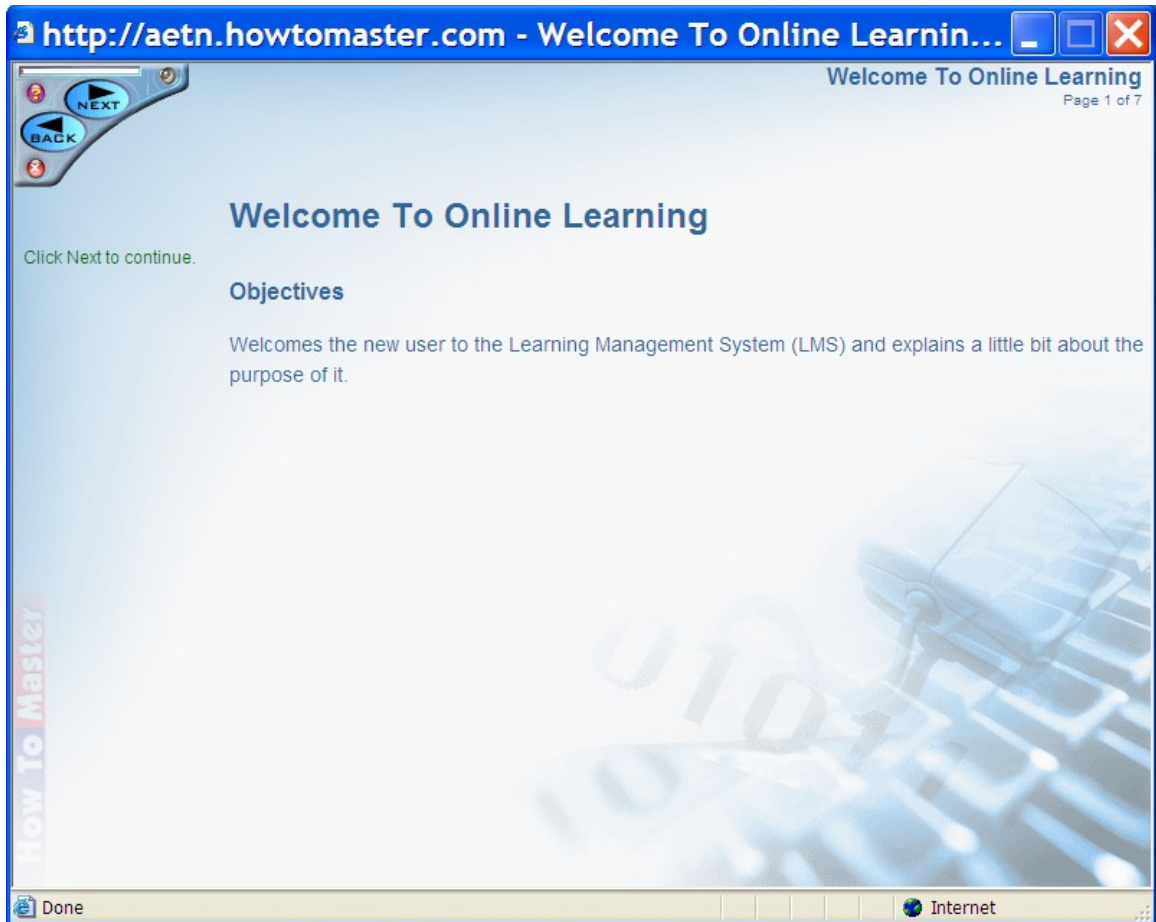 http://aetn.howtomaster.com - Welcome To Online Learnin...
NEXT
BACK
Welcome To Online Learning
Page 1 of 7
Welcome To Online Learning
Click Next to continue.
Objectives
Welcomes the new user to the Learning Management System (LMS) and explains a little bit about the
purpose of it.
How To Master
01011
10
Done
Internet